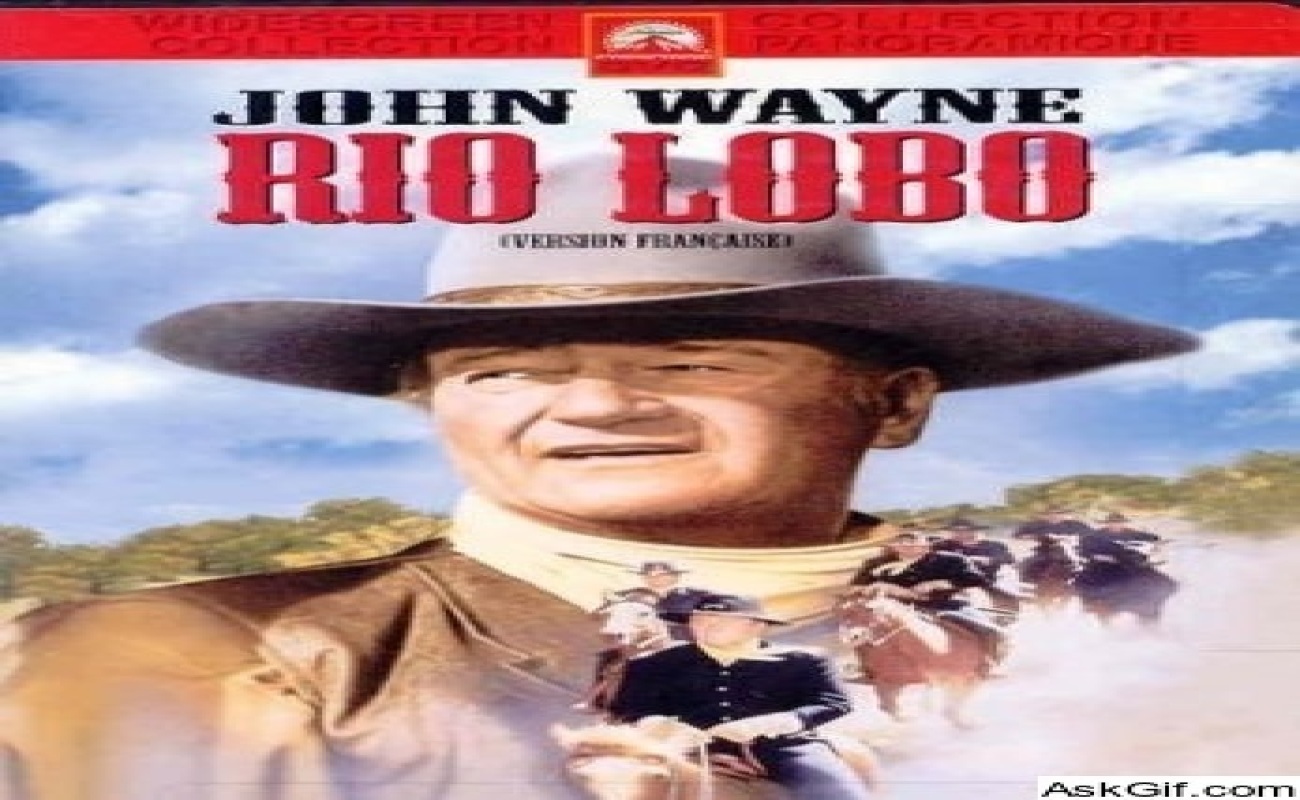 WIDESCREEN
COLLECTION
COLLECTION
PANORAMIQUE
JOHN WAYNE
RIO LOBO
(VERSION FRANÇAISE)
AskGif.com